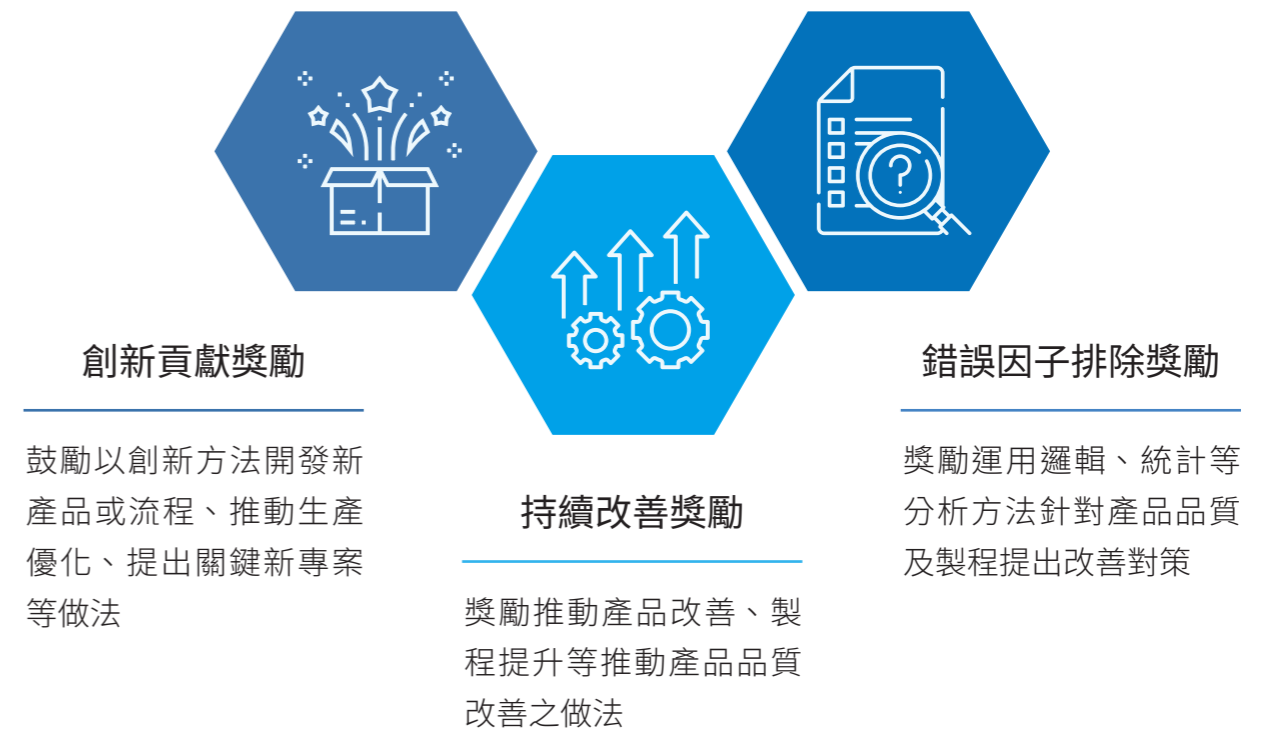 創新貢獻獎勵
鼓勵以創新方法開發新
產品或流程、推動生產
優化、提出關鍵新專案
等做法
持續改善獎勵
獎勵推動產品改善、製
程提升等推動產品品質
改善之做法
錯誤因子排除獎勵
獎勵運用邏輯、統計等
分析方法針對產品品質
及製程提出改善對策
?